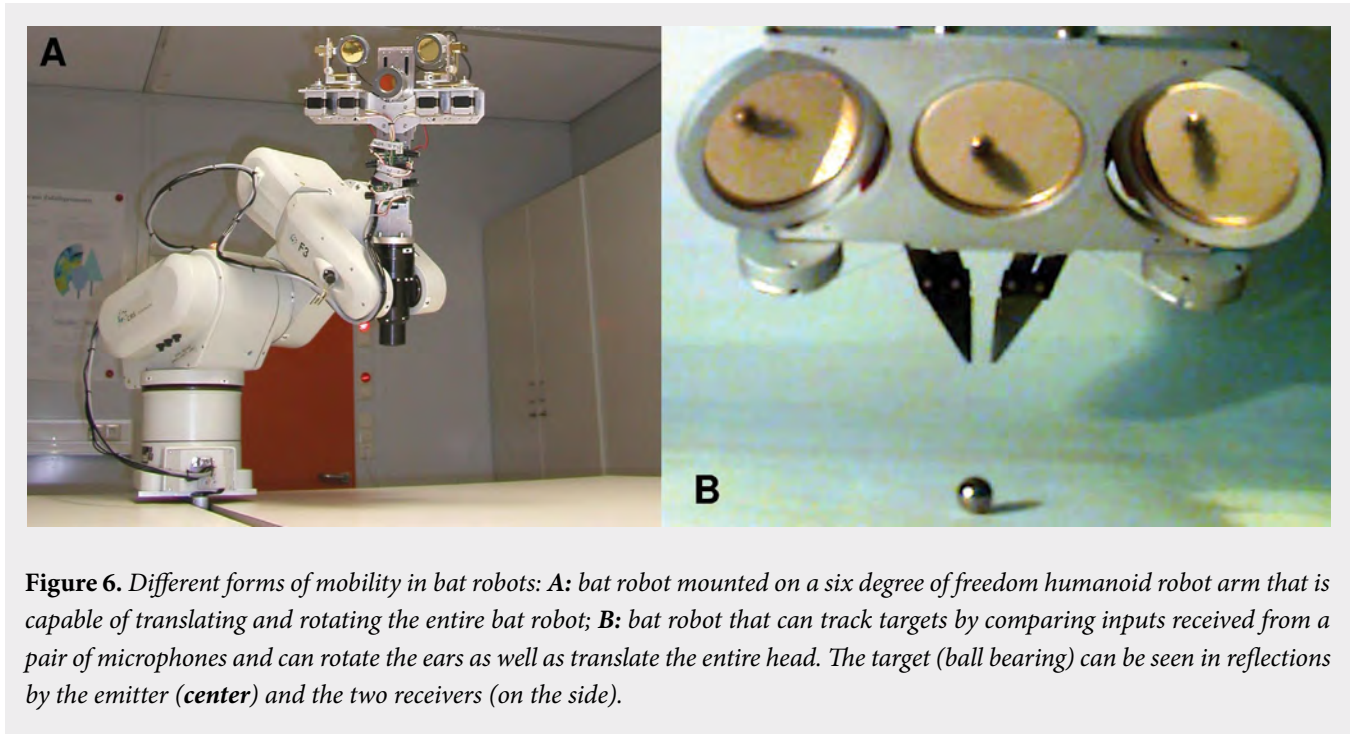 A
F3
B
Figure 6. Different forms of mobility in bat robots: A: bat robot mounted on a six degree of freedom humanoid robot arm that is
capable of translating and rotating the entire bat robot; B: bat robot that can track targets by comparing inputs received from a
pair of microphones and can rotate the ears as well as translate the entire head. The target (ball bearing) can be seen in reflections
by the emitter (center) and the two receivers (on the side).